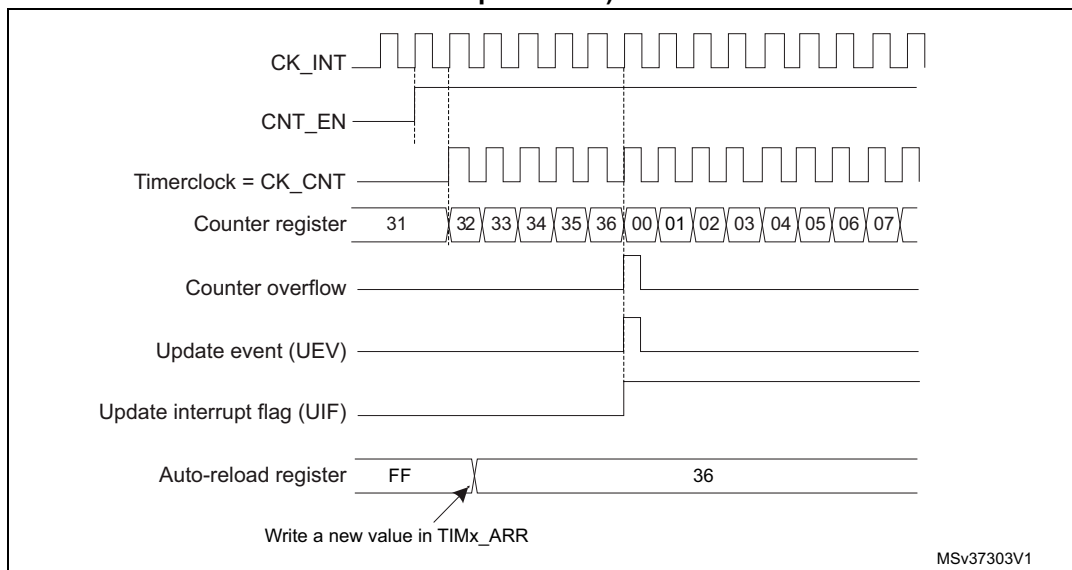 CK_INT
CNT_EN
Timerclock = CK_CNT
Counter register 31 32 33 34 35 36 00 01 02 03 04 05 06 07
Counter overflow
Update event (UEV)
Update interrupt flag (UIF)
Auto-reload register FF 36
Write a new value in TIMx_ARR
MSv37303V1